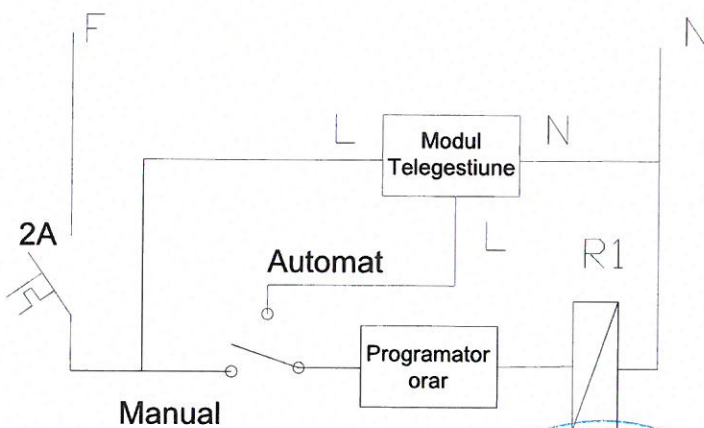 F
N
L
Modul
Telegestiune
N
2A
L
Automat
R1
Programator
orar
Manual